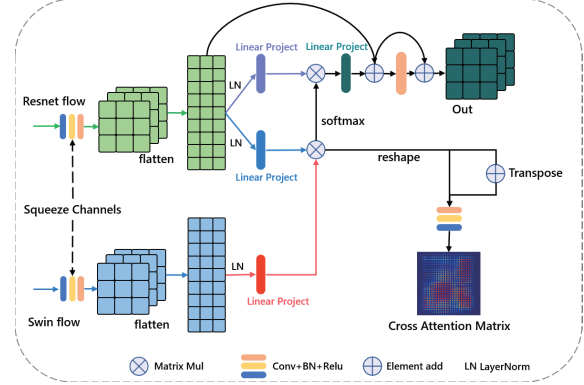 Linear Project
Linear Project
LN
Resnet flow
Out
softmax
LN
flatten
reshape
Linear Project
Transpose
Squeeze Channels
LN
Swin flow
Linear Project
flatten
Cross Attention Matrix
Matrix Mul
Conv+BN+Relu
Element add
LN LayerNorm